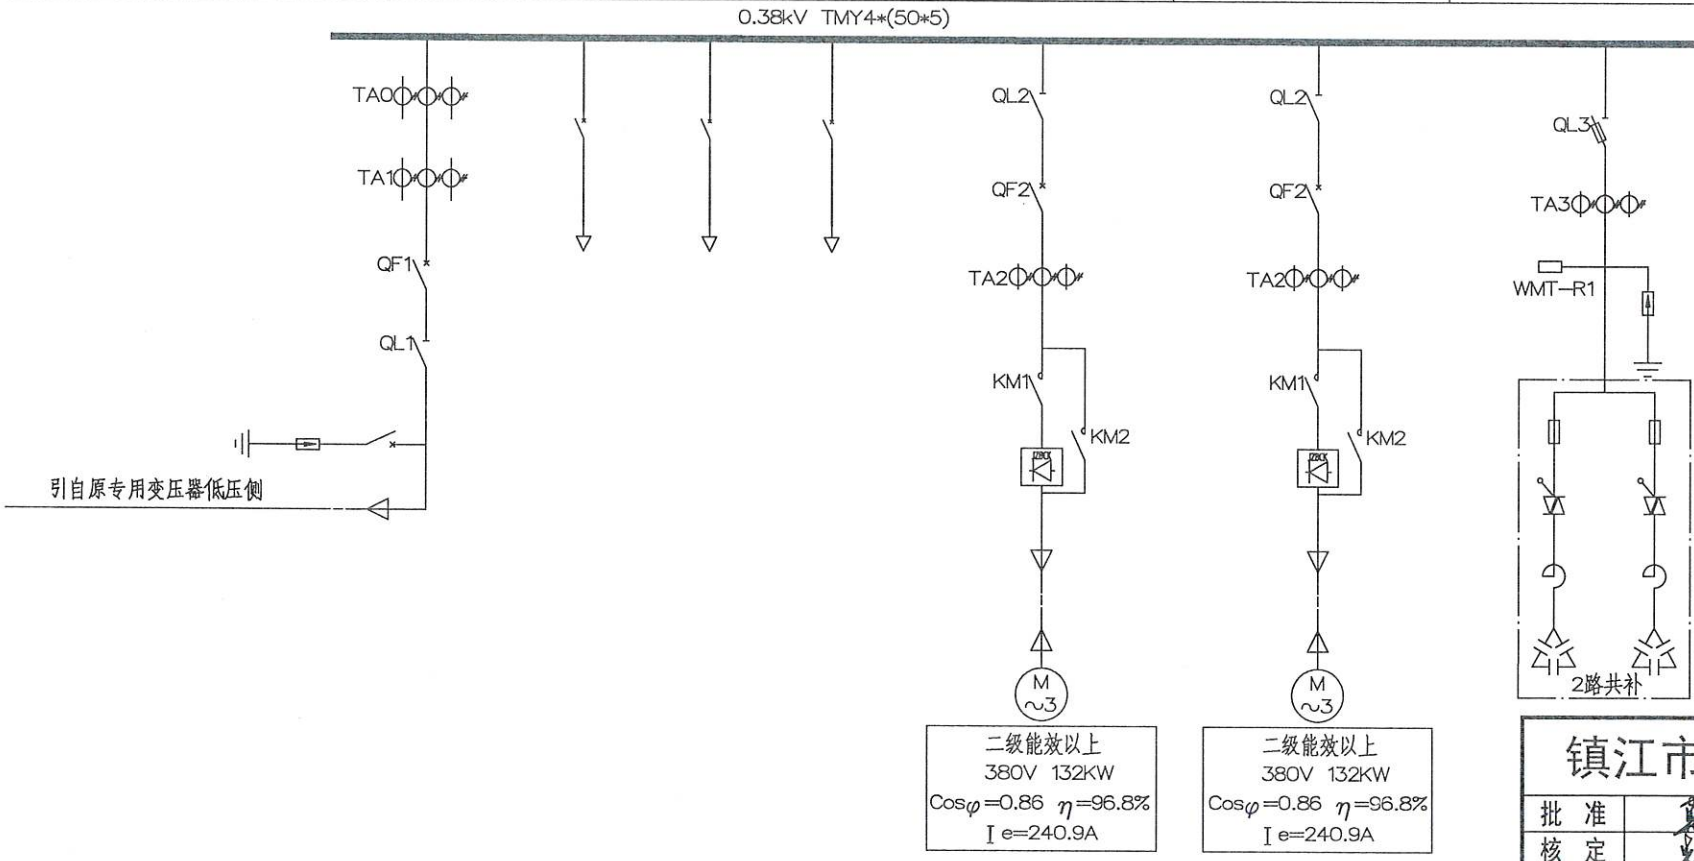 0.38kV TMY4*(50*5)
TA0
TA1
QF1
QL1
引自原专用变压器低压侧
QL2
QF2
TA2
KM1
KM2
M
~3
二级能效以上
380V 132KW
Cosφ=0.86 η=96.8%
I e=240.9A
QL2
QF2
TA2
KM1
KM2
M
~3
二级能效以上
380V 132KW
Cosφ=0.86 η=96.8%
I e=240.9A
QL3
TA3
WMT-R1
2路共补
镇江市
批 准
核 定